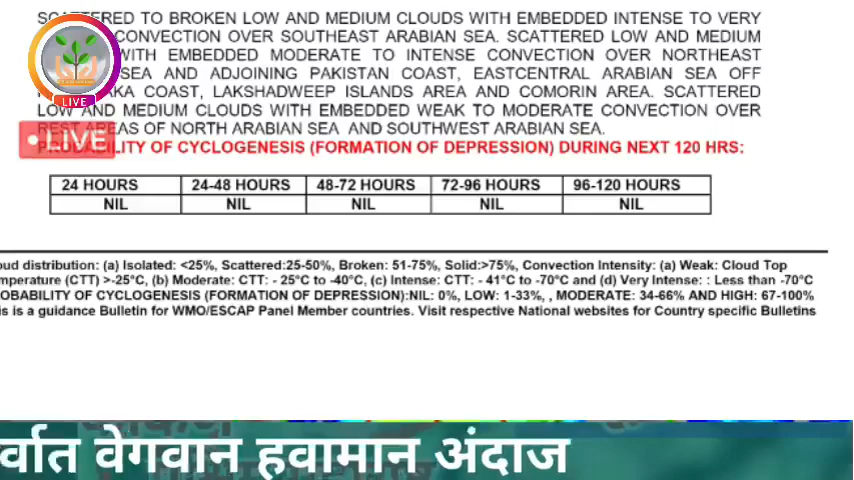 SCATTERED TO BROKEN LOW AND MEDIUM CLOUDS WITH EMBEDDED INTENSE TO VERY
CONVECTION OVER SOUTHEAST ARABIAN SEA. SCATTERED LOW AND MEDIUM
WITH EMBEDDED MODERATE TO INTENSE CONVECTION OVER NORTHEAST
SEA AND ADJOINING PAKISTAN COAST, EASTCENTRAL ARABIAN SEA OFF
COAST, LAKSHADWEEP ISLANDS AREA AND COMORIN AREA. SCATTERED
LOW AND MEDIUM CLOUDS WITH EMBEDDED WEAK TO MODERATE CONVECTION OVER
REST AREAS OF NORTH ARABIAN SEA AND SOUTHWEST ARABIAN SEA.
PROBABILITY OF CYCLOGENESIS (FORMATION OF DEPRESSION) DURING NEXT 120 HRS:
LIVE
LIVE
24 HOURS 24-48 HOURS 48-72 HOURS 72-96 HOURS 96-120 HOURS
NIL NIL NIL NIL NIL
oud distribution: (a) Isolated: <25%, Scattered:25-50%, Broken: 51-75%, Solid:>75%, Convection Intensity: (a) Weak: Cloud Top
mperature (CTT) >-25°C, (b) Moderate: CTT: - 25°C to -40°C, (c) Intense: CTT: - 41°C to -70°C and (d) Very Intense: : Less than -70°C
OBABILITY OF CYCLOGENESIS (FORMATION OF DEPRESSION):NIL: 0%, LOW: 1-33%, , MODERATE: 34-66% AND HIGH: 67-100%
is is a guidance Bulletin for WMO/ESCAP Panel Member countries. Visit respective National websites for Country specific Bulletins
र्वात वेगवान हवामान अंदाज